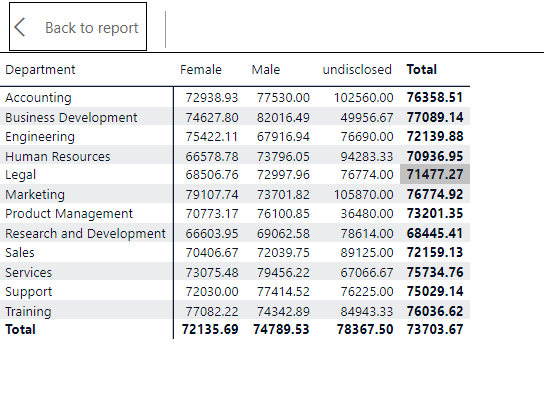 Back to report
Department Female Male undisclosed Total
Accounting 72938.93 77530.00 102560.00 76358.51
Business Development 74627.80 82016.49 49956.67 77089.14
Engineering 75422.11 67916.94 76690.00 72139.88
Human Resources 66578.78 73796.05 94283.33 70936.95
Legal 68506.76 72997.96 76774.00 71477.27
Marketing 79107.74 73701.82 105870.00 76774.92
Product Management 70773.17 76100.85 36480.00 73201.35
Research and Development 66603.95 69062.58 78614.00 68445.41
Sales 70406.67 72039.75 89125.00 72159.13
Services 73075.48 79456.22 67066.67 75734.76
Support 72030.00 77414.52 76225.00 75029.14
Training 77082.22 74342.89 84943.33 76036.62
Total 72135.69 74789.53 78367.50 73703.67